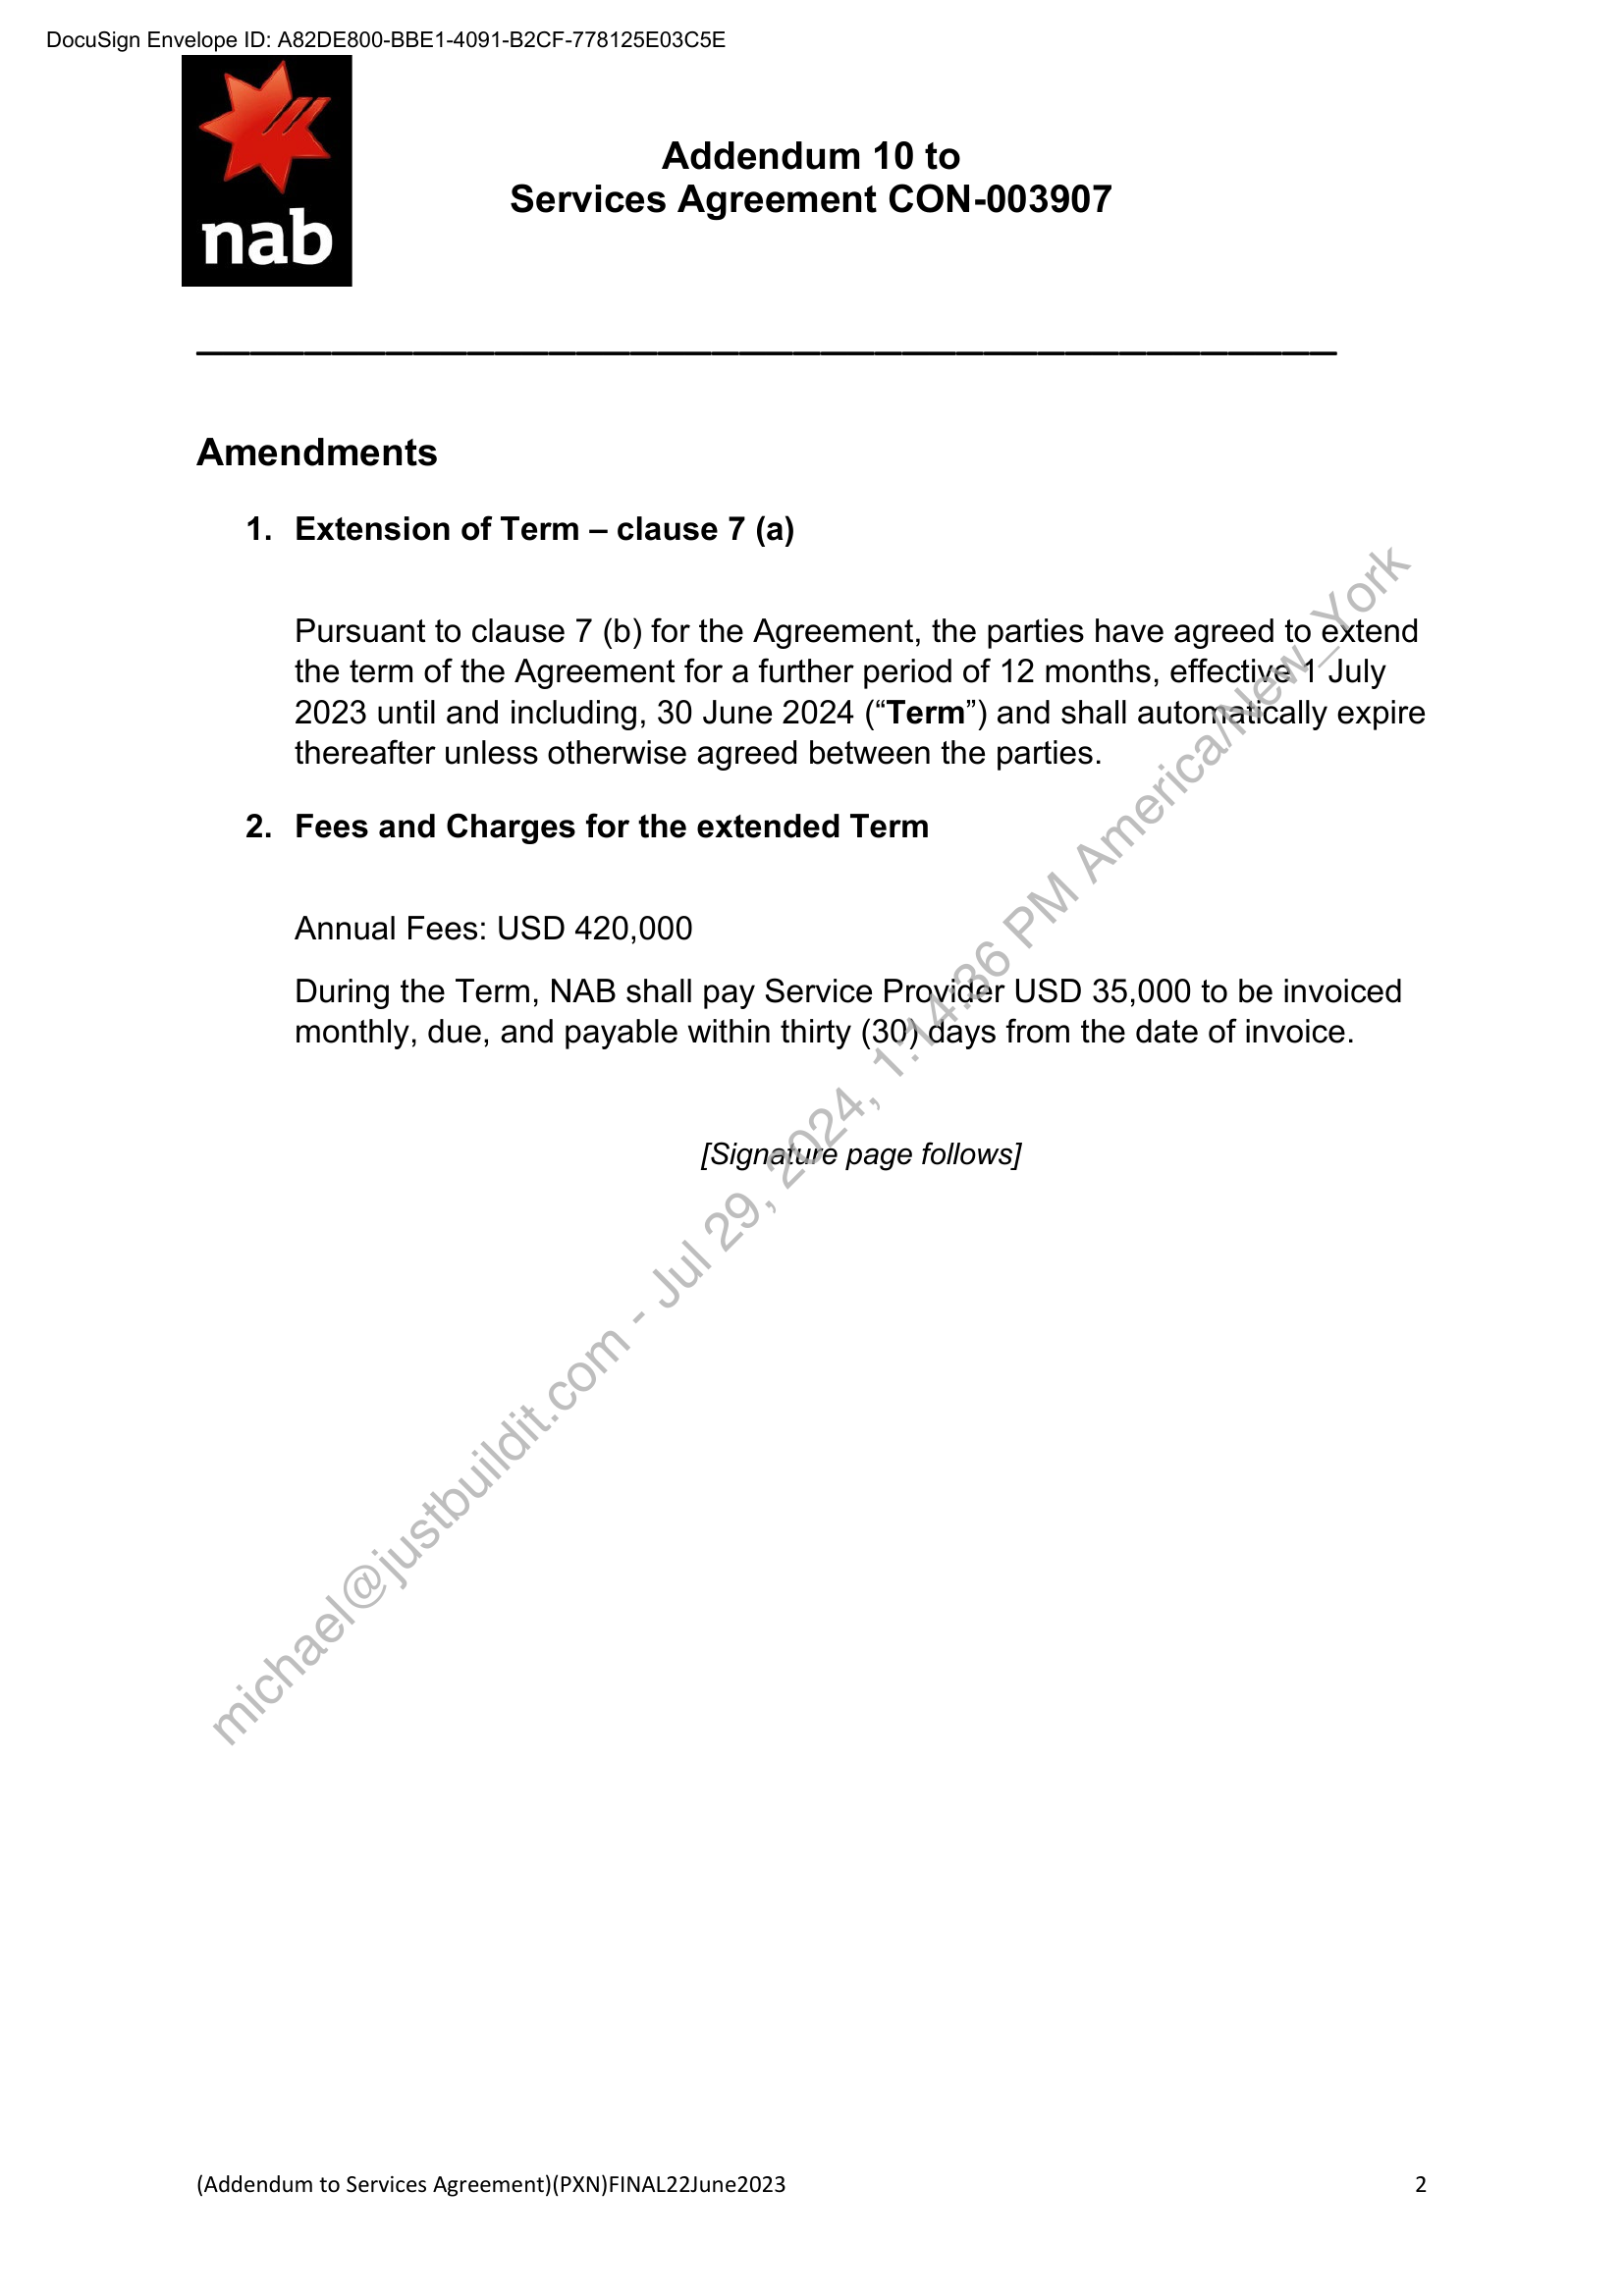 DocuSign Envelope ID: A82DE800-BBE1-4091-B2CF-778125E03C5E
nab
Addendum 10 to
Services Agreement CON-003907
Amendments
1. Extension of Term – clause 7 (a)
Pursuant to clause 7 (b) for the Agreement, the parties have agreed to extend
the term of the Agreement for a further period of 12 months, effective 1 July
2023 until and including, 30 June 2024 (“Term”) and shall automatically expire
thereafter unless otherwise agreed between the parties.
2. Fees and Charges for the extended Term
Annual Fees: USD 420,000
During the Term, NAB shall pay Service Provider USD 35,000 to be invoiced
monthly, due, and payable within thirty (30) days from the date of invoice.
[Signature page follows]
michael@justbuildit.com - Jul 29, 2024, 1:14:36 PM America/New_York
(Addendum to Services Agreement)(PXN)FINAL22June2023 2